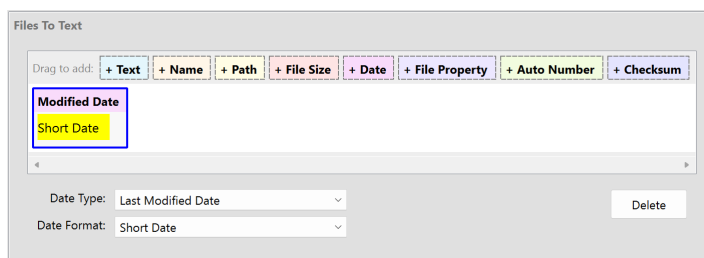 Files To Text
Drag to add: + Text + Name + Path + File Size + Date + File Property + Auto Number + Checksum
Modified Date
Short Date
Date Type: Last Modified Date
Delete
Date Format: Short Date